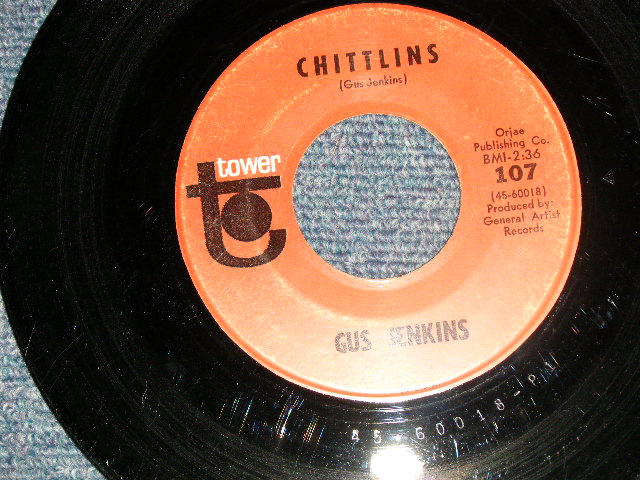 CHITTLINS
(Gus Jenkins)
tower
Orjae
Publishing Co.
BMI-2:36
107
(45-60018)
Produced by:
General Artist
Records
GUS JENKINS
45-60018-P1